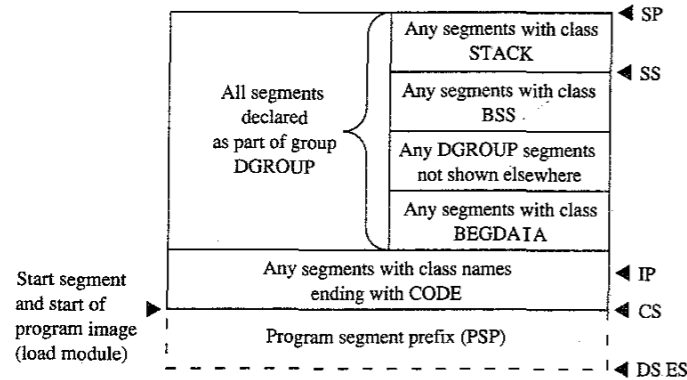 SP
Any segments with class
STACK
SS
All segments
declared
as part of group
DGROUP
Any segments with class
BSS
Any DGROUP segments
not shown elsewhere
Any segments with class
BEGDATA
Any segments with class names
ending with CODE
IP
Start segment
and start of
program image
(load module)
CS
Program segment prefix (PSP)
DS.ES